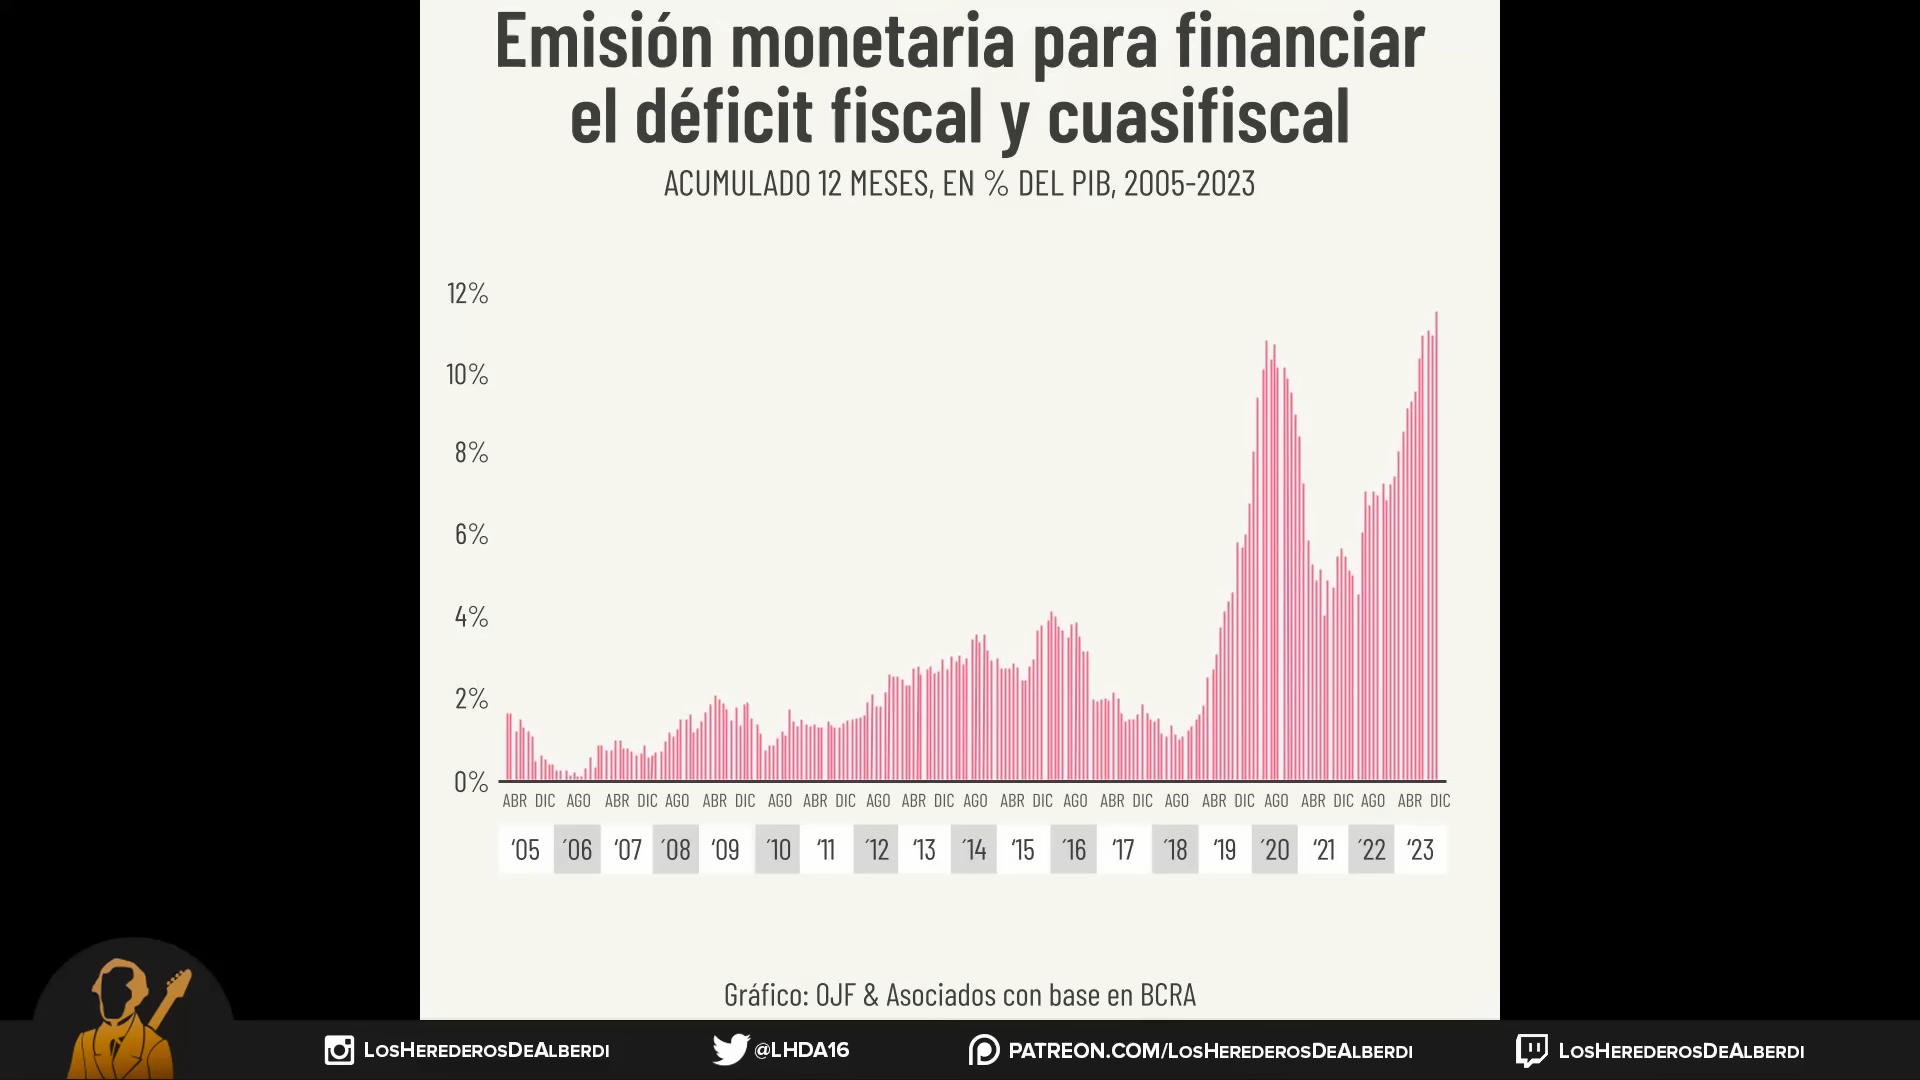 Emisión monetaria para financiar
el déficit fiscal y cuasifiscal
ACUMULADO 12 MESES, EN % DEL PIB, 2005-2023
12%
10%
8%
6%
4%
2%
0%
ABR DIC AGO ABR DIC AGO ABR DIC AGO ABR DIC AGO ABR DIC AGO ABR DIC AGO ABR DIC AGO ABR DIC AGO ABR DIC AGO ABR DIC
‘05 ´06 ‘07 ´08 ‘09 ´10 ‘11 ´12 ‘13 ´14 ‘15 ´16 ‘17 ´18 ‘19 ´20 ‘21 ´22 ‘23
Gráfico: OJF & Asociados con base en BCRA
LosHerederosDeAlberdi @LHDA16 PATREON.COM/LosHerederosDeAlberdi LosHerederosDeAlberdi